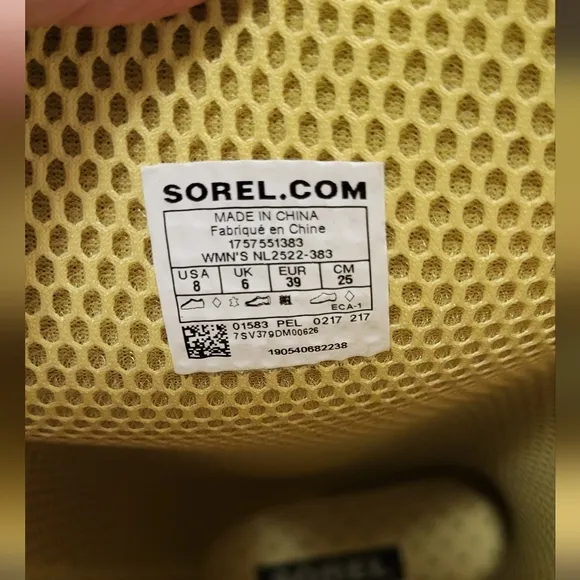 SOREL.COM
MADE IN CHINA
Fabriqué en Chine
1757551383
WMN'S NL2522-383
USA UK EUR CM
8 6 39 25
ECA-1
01583 PEL 0217 217
7SV379DM00626
190540682238
SOREL